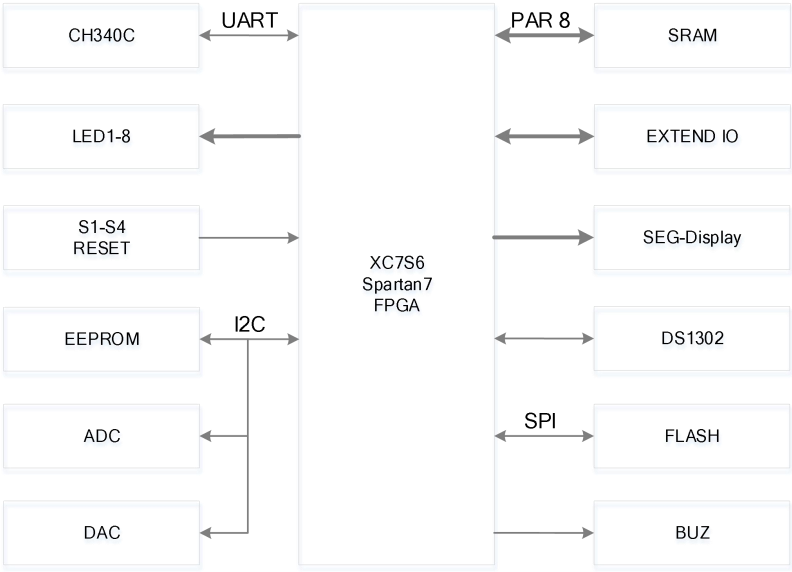 CH340C
UART
PAR 8
SRAM
LED1-8
EXTEND IO
S1-S4
RESET
SEG-Display
XC7S6
Spartan7
FPGA
EEPROM
I2C
DS1302
ADC
SPI
FLASH
DAC
BUZ